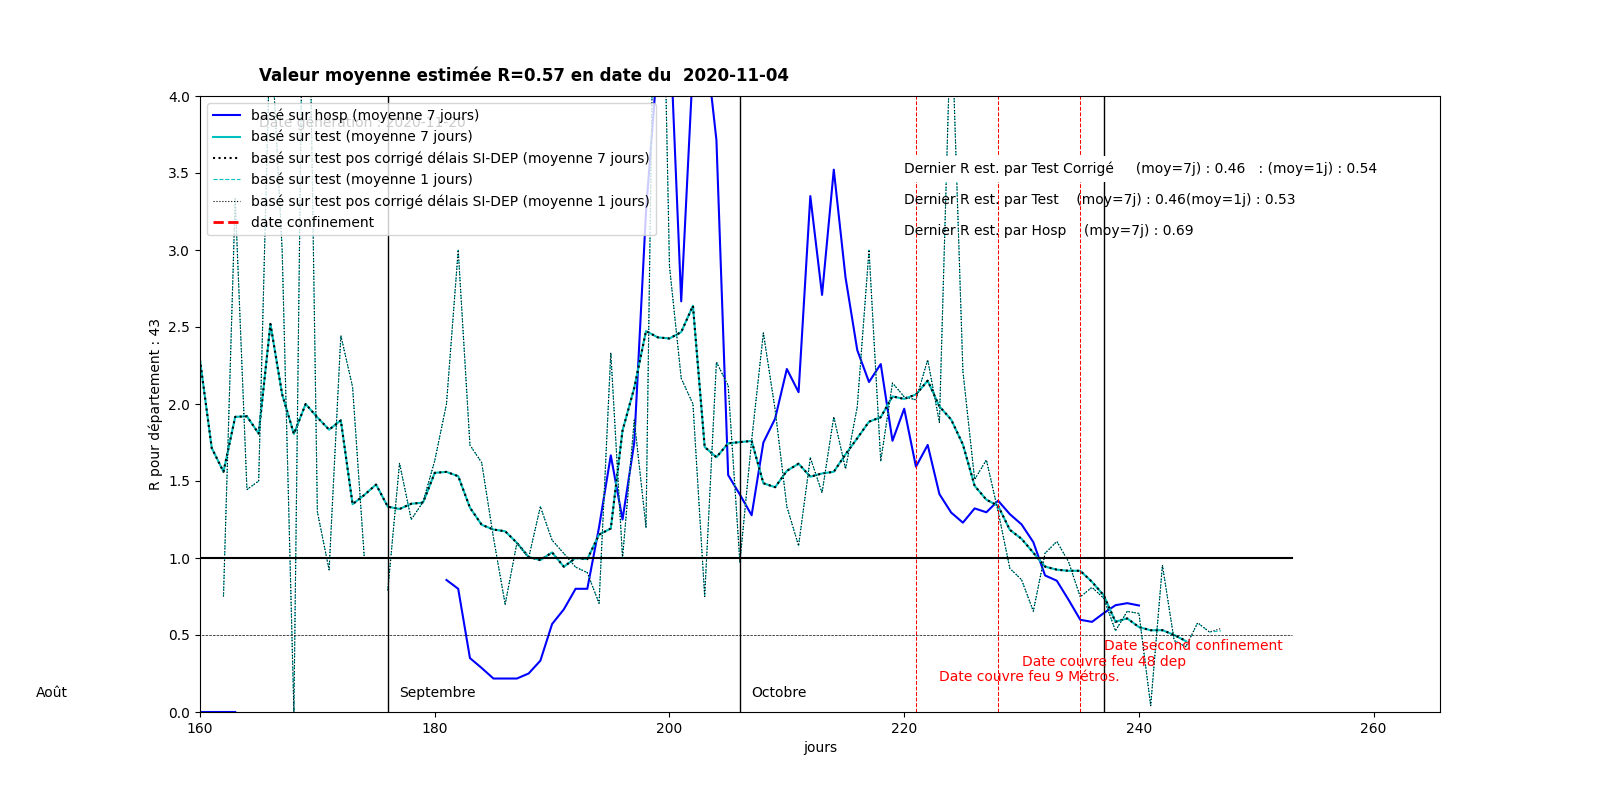 Valeur moyenne estimée R=0.57 en date du  2020-11-04
Date génération : 2020-11-20
basé sur hosp (moyenne 7 jours)
basé sur test (moyenne 7 jours)
basé sur test pos corrigé délais SI-DEP (moyenne 7 jours)
basé sur test (moyenne 1 jours)
basé sur test pos corrigé délais SI-DEP (moyenne 1 jours)
date confinement
Dernier R est. par Test Corrigé     (moy=7j) : 0.46   : (moy=1j) : 0.54
Dernier R est. par Test    (moy=7j) : 0.46(moy=1j) : 0.53
Dernier R est. par Hosp    (moy=7j) : 0.69
4.0
3.5
3.0
2.5
2.0
1.5
1.0
0.5
0.0
R pour département : 43
Date second confinement
Date couvre feu 48 dep
Date couvre feu 9 Métros.
Août
Septembre
Octobre
160 180 200 220 240 260
jours